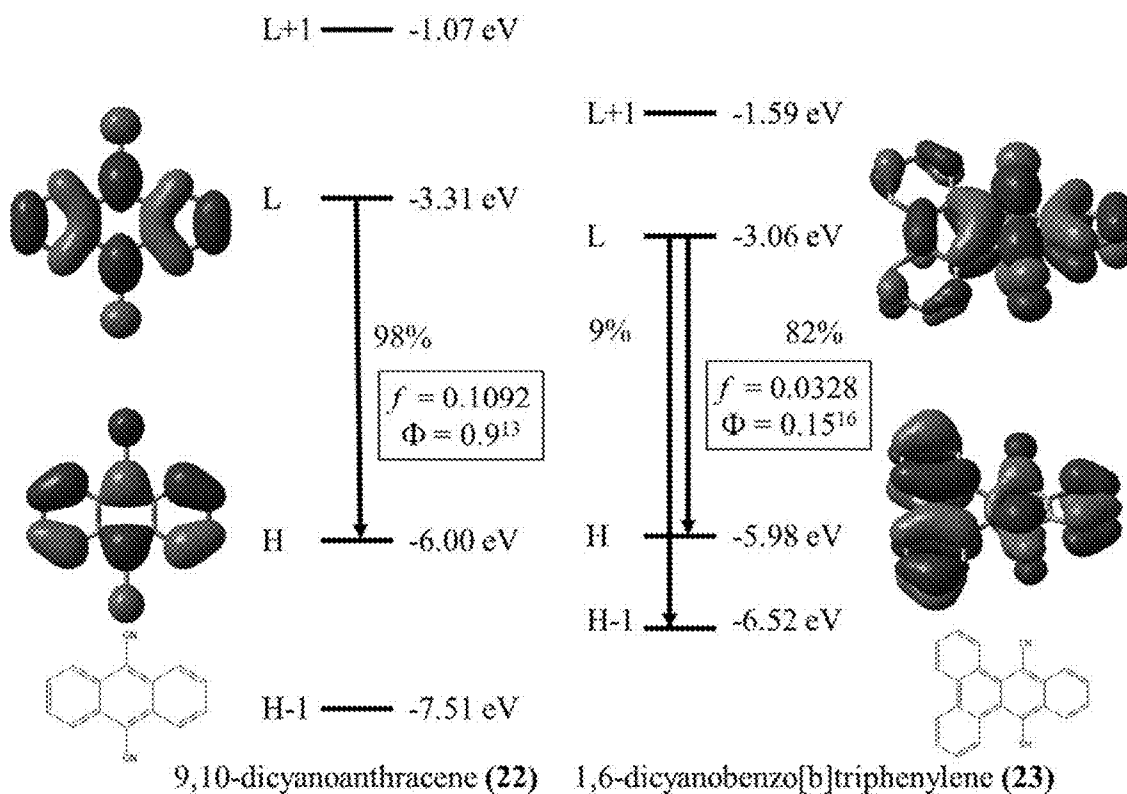 L+1 -1.07 eV
L -3.31 eV
98%
f = 0.1092
Φ = 0.9¹³
H -6.00 eV
H-1 -7.51 eV
9,10-dicyanoanthracene (22)
L+1 -1.59 eV
L -3.06 eV
9%
82%
f = 0.0328
Φ = 0.15¹⁶
H -5.98 eV
H-1 -6.52 eV
1,6-dicyanobenzo[b]triphenylene (23)